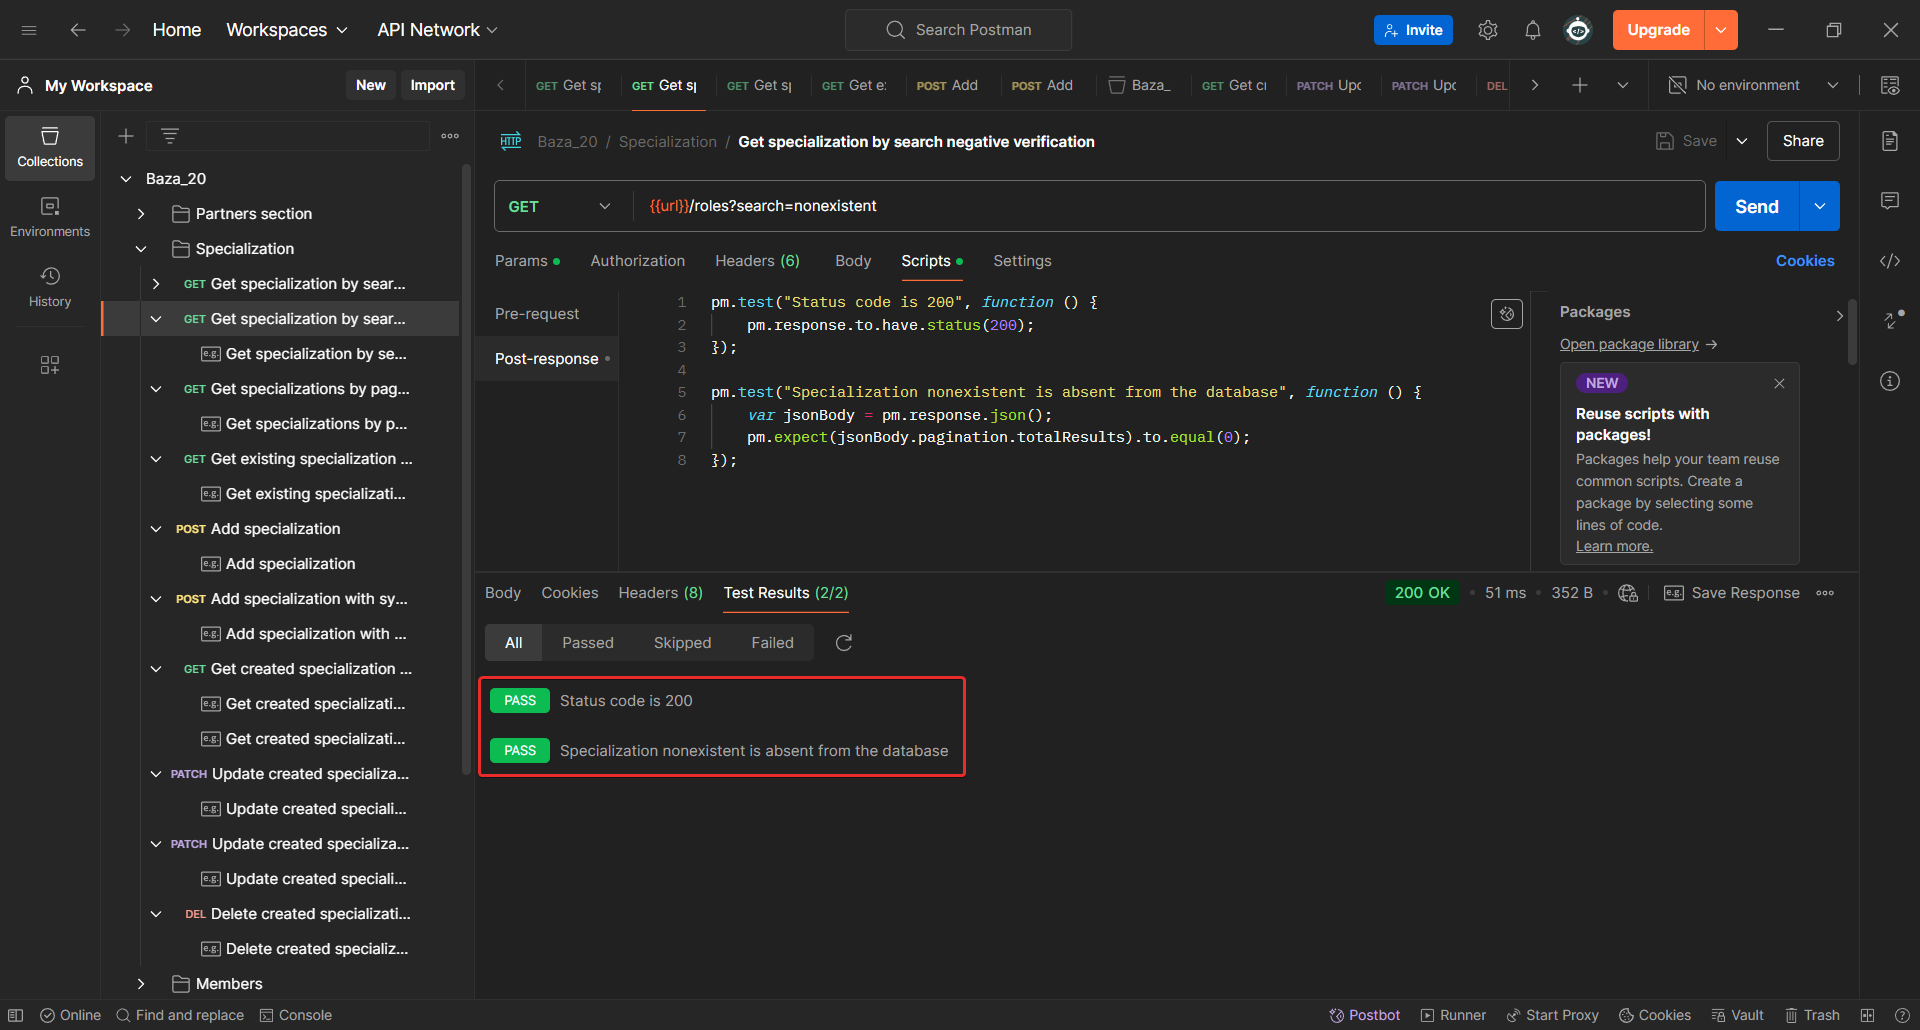 Home Workspaces API Network Search Postman Invite Upgrade
My Workspace New Import
GET Get sp GET Get sp GET Get sp GET Get e: POST Add POST Add Baza_ GET Get cr PATCH Upc PATCH Upc DEL No environment
Collections
Environments
History
Baza_20
Partners section
Specialization
GET Get specialization by sear...
GET Get specialization by sear...
e.g. Get specialization by se...
GET Get specializations by pag...
e.g. Get specializations by p...
GET Get existing specialization ...
e.g. Get existing specializati...
POST Add specialization
e.g. Add specialization
POST Add specialization with sy...
e.g. Add specialization with ...
GET Get created specialization ...
e.g. Get created specializati...
e.g. Get created specializati...
PATCH Update created specializa...
e.g. Update created speciali...
PATCH Update created specializa...
e.g. Update created speciali...
DEL Delete created specializati...
e.g. Delete created specializ...
Members
HTTP Baza_20 / Specialization / Get specialization by search negative verification Save Share
GET {{url}}/roles?search=nonexistent Send
Params Authorization Headers (6) Body Scripts Settings Cookies
Pre-request
Post-response
1 pm.test("Status code is 200", function () {
2 pm.response.to.have.status(200);
3 });
4
5 pm.test("Specialization nonexistent is absent from the database", function () {
6 var jsonBody = pm.response.json();
7 pm.expect(jsonBody.pagination.totalResults).to.equal(0);
8 });
Packages
Open package library →
NEW
Reuse scripts with
packages!
Packages help your team reuse
common scripts. Create a
package by selecting some
lines of code.
Learn more.
Body Cookies Headers (8) Test Results (2/2) 200 OK 51 ms 352 B e.g. Save Response
All Passed Skipped Failed
PASS Status code is 200
PASS Specialization nonexistent is absent from the database
Online Find and replace Console Postbot Runner Start Proxy Cookies Vault Trash